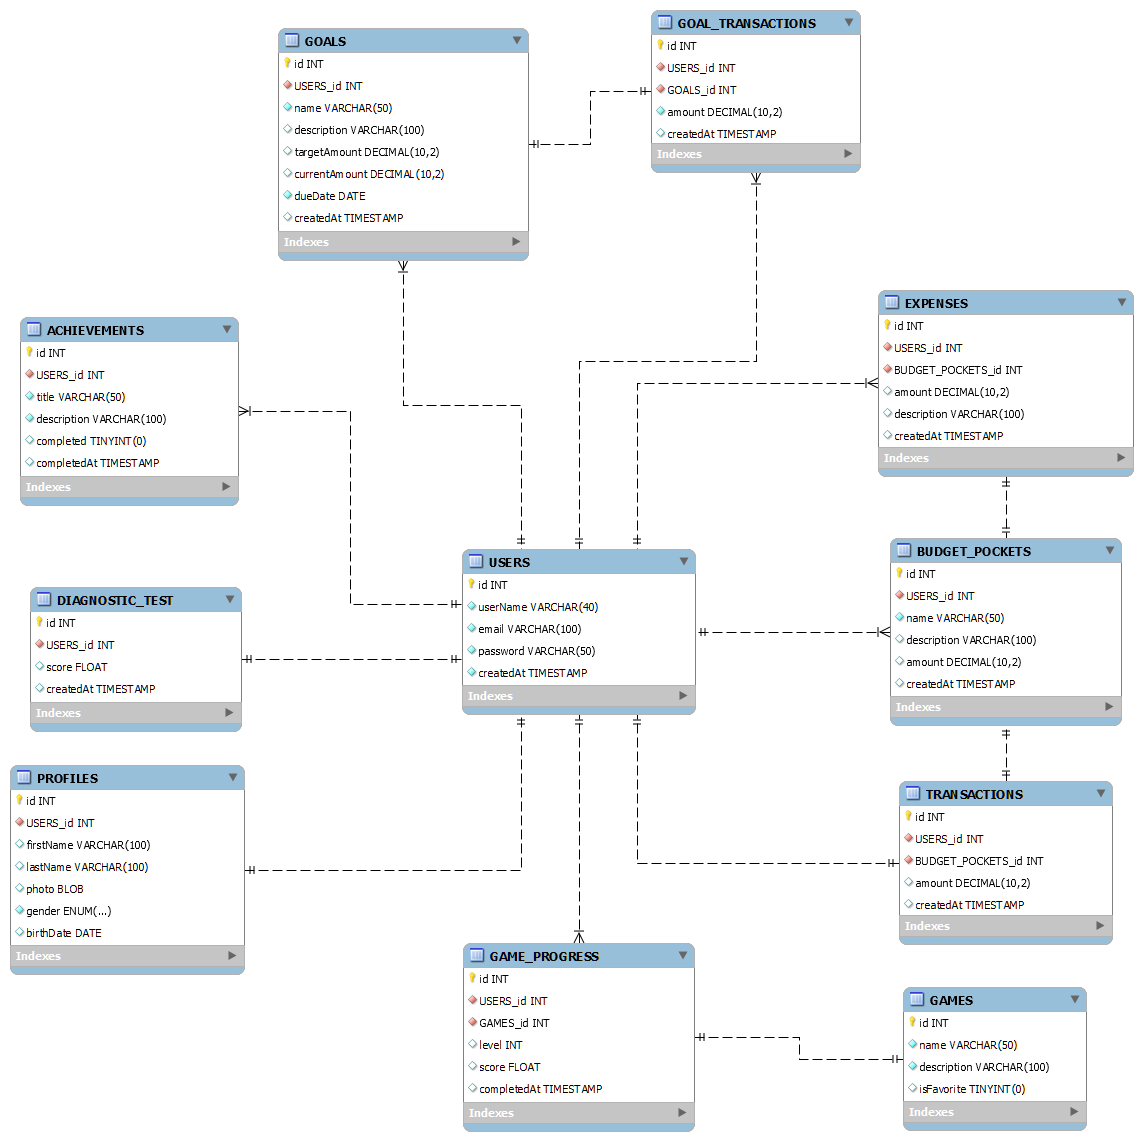 GOALS
id INT
USERS_id INT
name VARCHAR(50)
description VARCHAR(100)
targetAmount DECIMAL(10,2)
currentAmount DECIMAL(10,2)
dueDate DATE
createdAt TIMESTAMP
Indexes
GOAL_TRANSACTIONS
id INT
USERS_id INT
GOALS_id INT
amount DECIMAL(10,2)
createdAt TIMESTAMP
Indexes
EXPENSES
id INT
USERS_id INT
BUDGET_POCKETS_id INT
amount DECIMAL(10,2)
description VARCHAR(100)
createdAt TIMESTAMP
Indexes
ACHIEVEMENTS
id INT
USERS_id INT
title VARCHAR(50)
description VARCHAR(100)
completed TINYINT(0)
completedAt TIMESTAMP
Indexes
USERS
id INT
userName VARCHAR(40)
email VARCHAR(100)
password VARCHAR(50)
createdAt TIMESTAMP
Indexes
BUDGET_POCKETS
id INT
USERS_id INT
name VARCHAR(50)
description VARCHAR(100)
amount DECIMAL(10,2)
createdAt TIMESTAMP
Indexes
DIAGNOSTIC_TEST
id INT
USERS_id INT
score FLOAT
createdAt TIMESTAMP
Indexes
PROFILES
id INT
USERS_id INT
firstName VARCHAR(100)
lastName VARCHAR(100)
photo BLOB
gender ENUM(...)
birthDate DATE
Indexes
TRANSACTIONS
id INT
USERS_id INT
BUDGET_POCKETS_id INT
amount DECIMAL(10,2)
createdAt TIMESTAMP
Indexes
GAME_PROGRESS
id INT
USERS_id INT
GAMES_id INT
level INT
score FLOAT
completedAt TIMESTAMP
Indexes
GAMES
id INT
name VARCHAR(50)
description VARCHAR(100)
isFavorite TINYINT(0)
Indexes